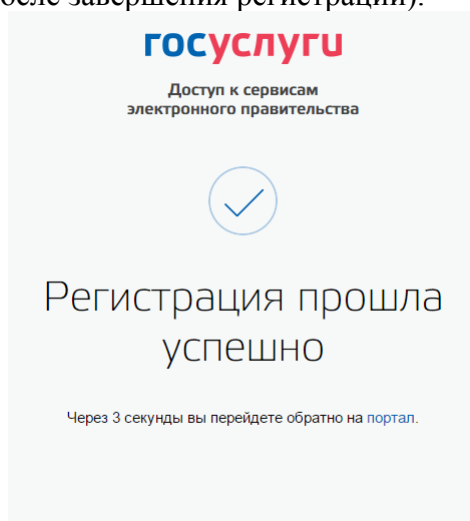 после завершения регистрации).
госуслуги
Доступ к сервисам
электронного правительства
Регистрация прошла
успешно
Через 3 секунды вы перейдете обратно на портал.